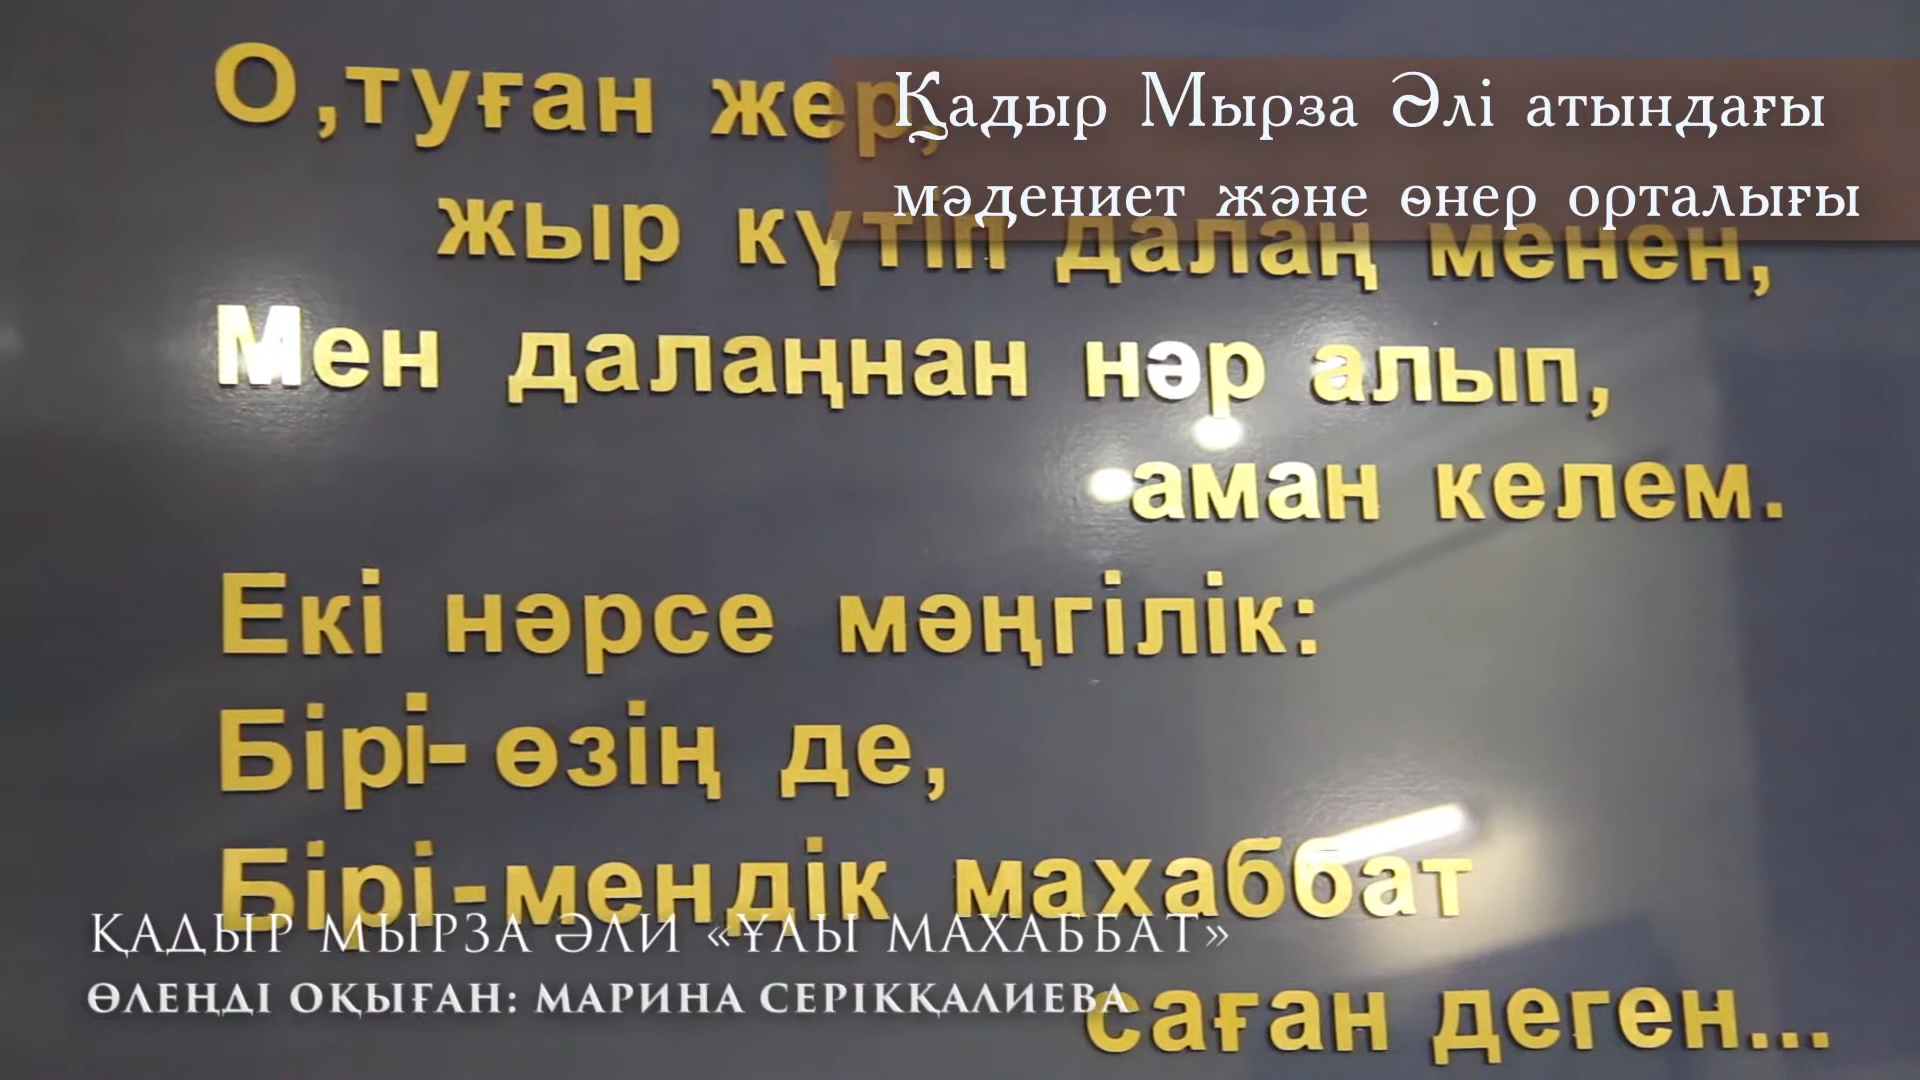 О,туған жер,
Қадыр Мырза Әлі атындағы
мәдениет және өнер орталығы
жыр күтіп далаң менен,
Мен далаңнан нәр алып,
аман келем.
Екі нәрсе мәңгілік:
Бірі-өзің де,
Бірі-мендік махаббат
ҚАДЫР МЫРЗА ӘЛИ «ҰЛЫ МАХАББАТ»
ӨЛЕҢДІ ОҚЫҒАН: МАРИНА СЕРІКҚАЛИЕВА
саған деген...